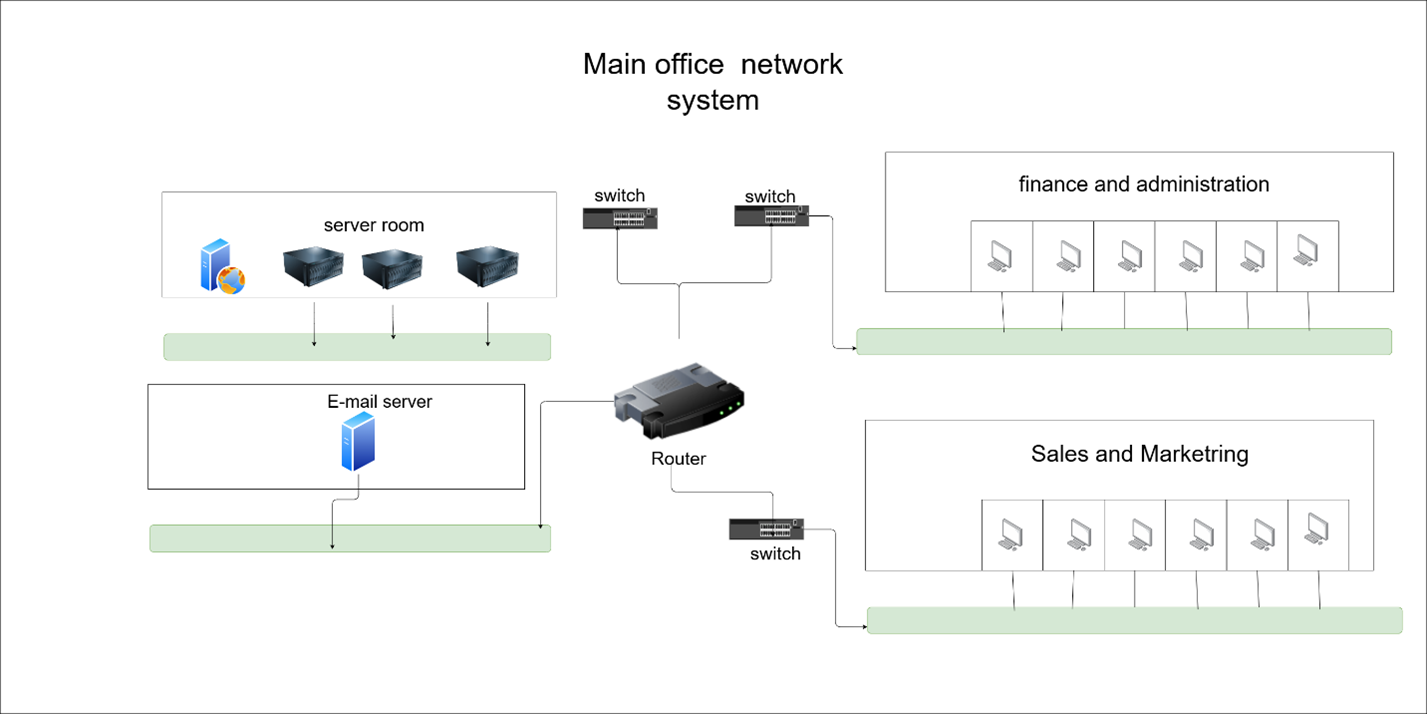 Main office network
system
switch
switch
finance and administration
server room
E-mail server
Router
Sales and Marketring
switch